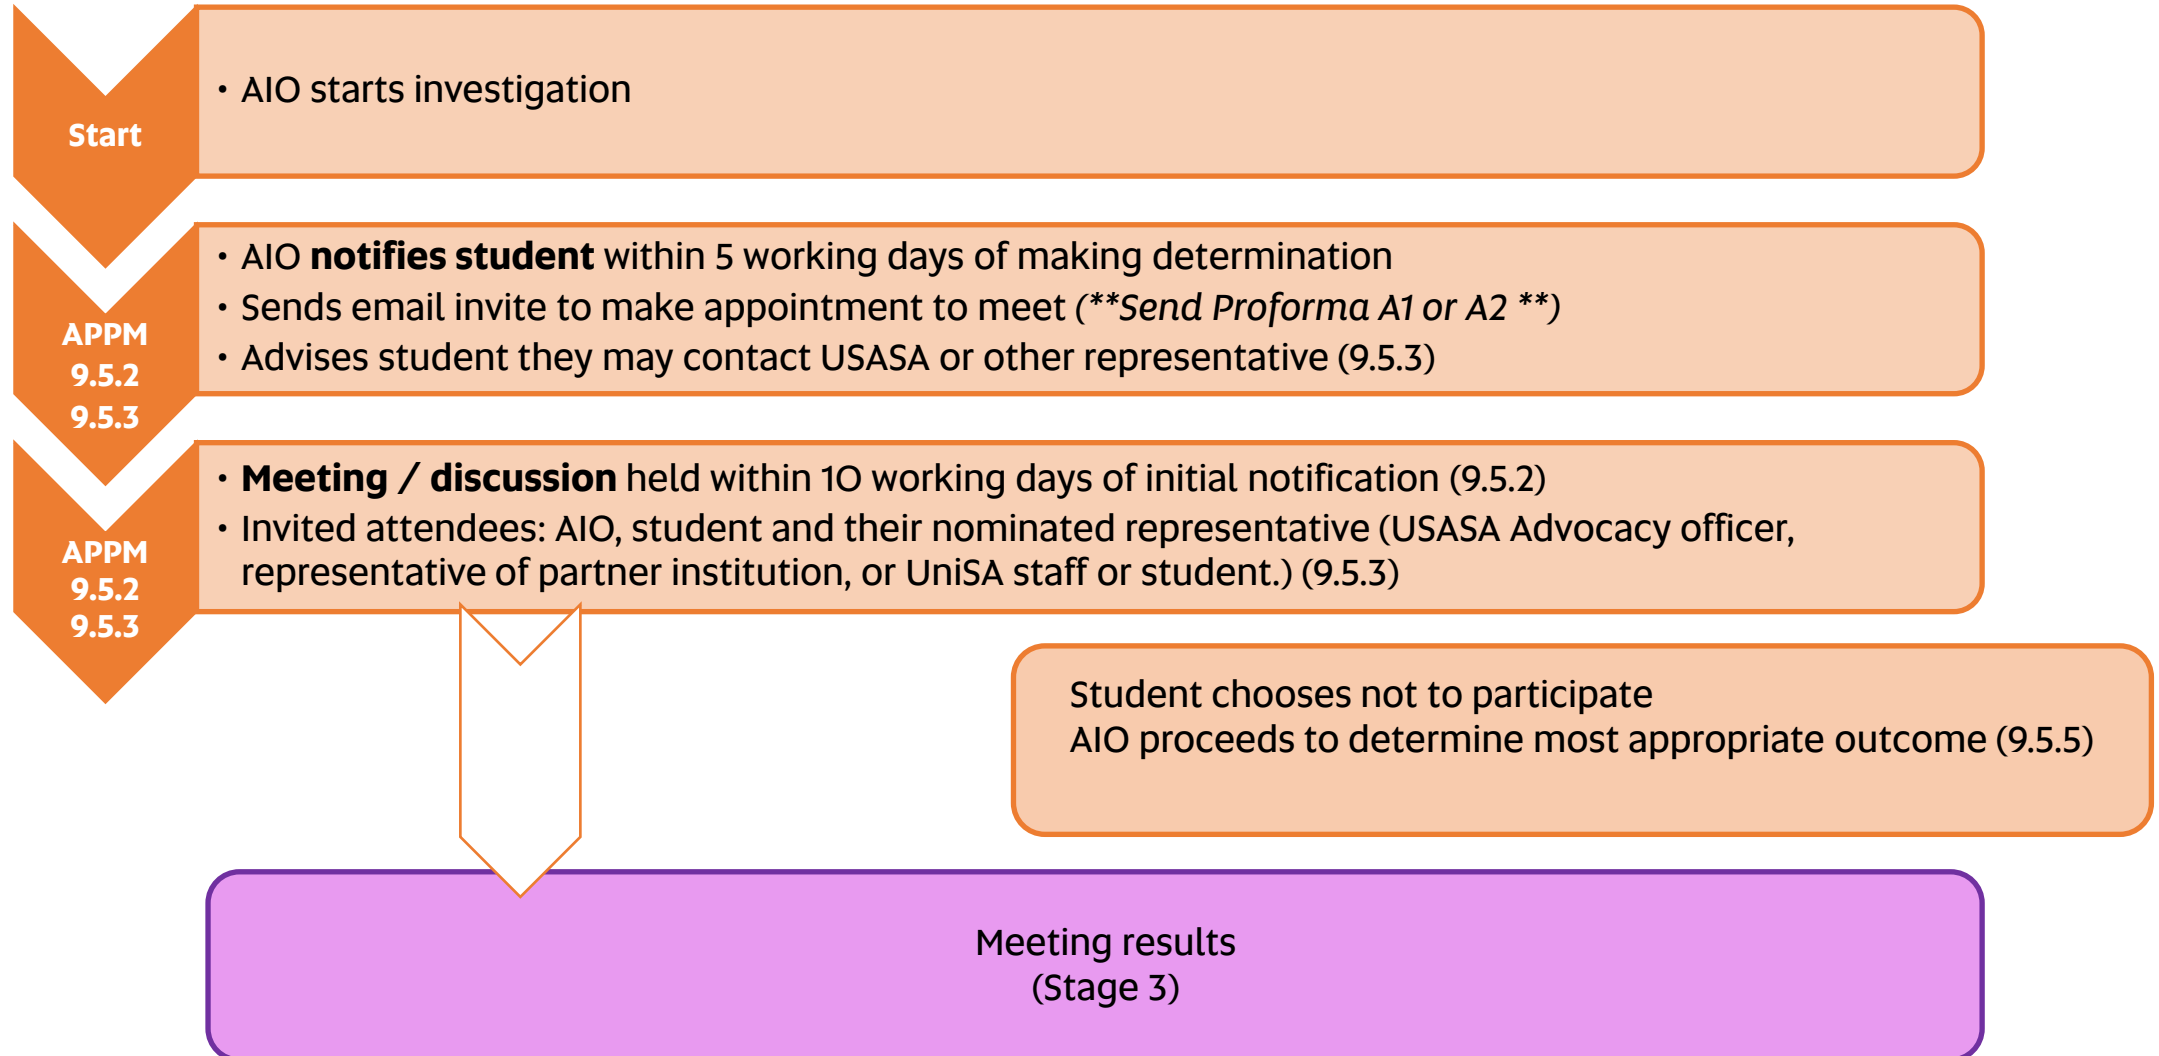 Start
• AIO starts investigation
APPM
9.5.2
9.5.3
• AIO notifies student within 5 working days of making determination
• Sends email invite to make appointment to meet (**Send Proforma A1 or A2 **)
• Advises student they may contact USASA or other representative (9.5.3)
APPM
9.5.2
9.5.3
• Meeting / discussion held within 10 working days of initial notification (9.5.2)
• Invited attendees: AIO, student and their nominated representative (USASA Advocacy officer,
representative of partner institution, or UniSA staff or student.) (9.5.3)
Student chooses not to participate
AIO proceeds to determine most appropriate outcome (9.5.5)
Meeting results
(Stage 3)